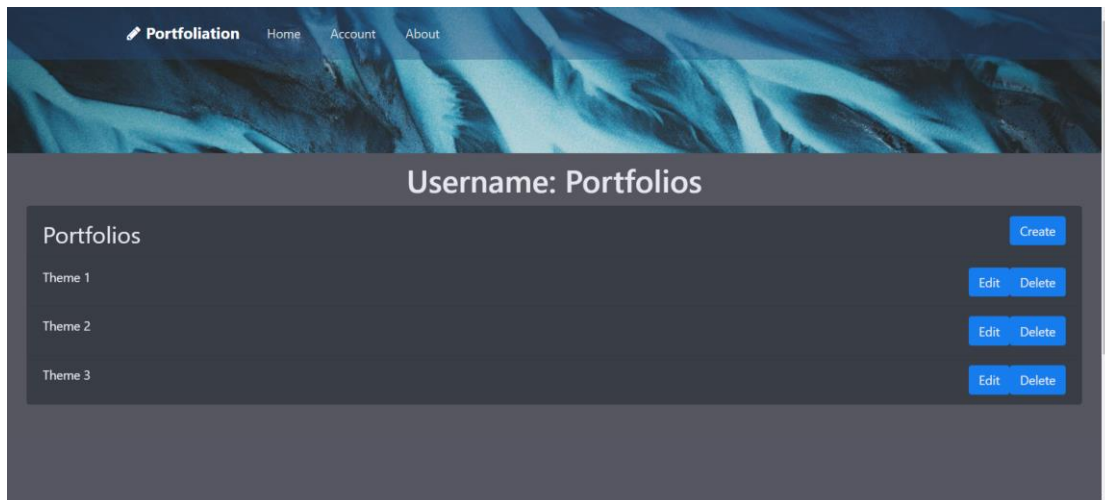 Portfoliation Home Account About
Username: Portfolios
Portfolios Create
Theme 1 Edit Delete
Theme 2 Edit Delete
Theme 3 Edit Delete